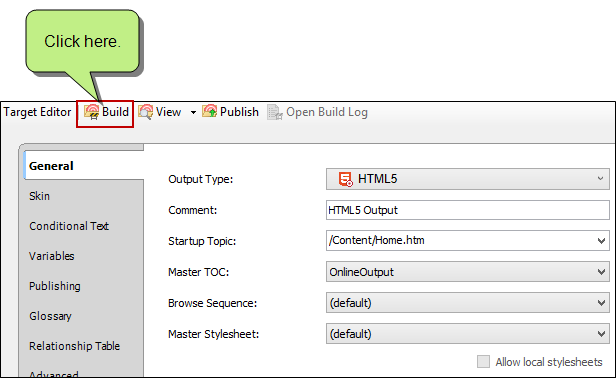 Click here.
Target Editor Build View Publish Open Build Log
General
Skin
Conditional Text
Variables
Publishing
Glossary
Relationship Table
Advanced
Output Type: HTML5
Comment: HTML5 Output
Startup Topic: /Content/Home.htm
Master TOC: OnlineOutput
Browse Sequence: (default)
Master Stylesheet: (default)
Allow local stylesheets